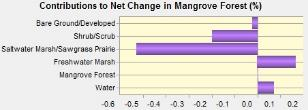 Contributions to Net Change in Mangrove Forest (%)
Bare Ground/Developed
Shrub/Scrub
Saltwater Marsh/Sawgrass Prairie
Freshwater Marsh
Mangrove Forest
Water
-0.6 -0.5 -0.4 -0.3 -0.2 -0.1 0.0 0.1 0.2